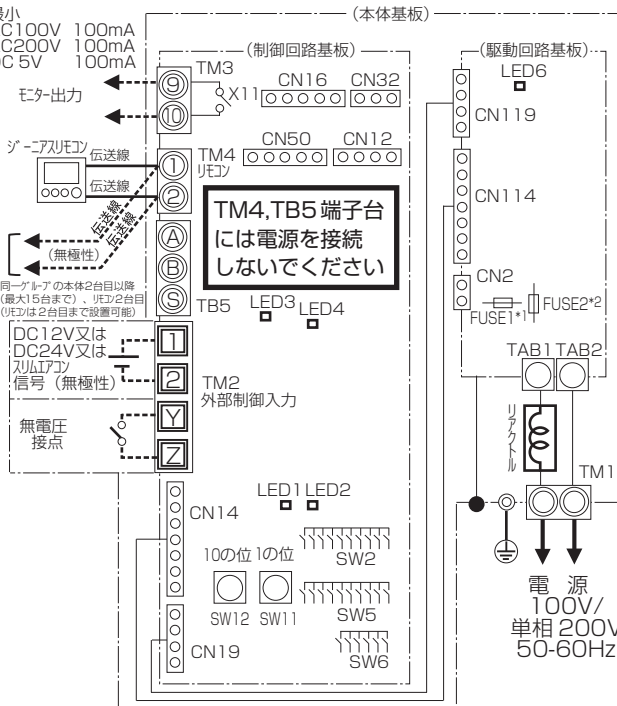 (本体基板)
最小
C100V 100mA
C200V 100mA
DC 5V 100mA
モニター出力
(制御回路基板)
⑨
⑩
TM3
X11
CN16
CN32
CN50
CN12
ジーニアスリモコン
伝送線
伝送線
伝送線
伝送線
(無極性)
①
②
TM4
リモコン
TM4,TB5端子台
には電源を接続
しないでください
Ⓐ
Ⓑ
Ⓢ
TB5
同一グループの本体2台目以降
(最大15台まで)、リモコン2台目
(リモコンは2台目まで設置可能)
LED3
LED4
DC12V又は
DC24V又は
スリムエアコン
信号(無極性)
1
2
TM2
外部制御入力
無電圧
接点
Y
Z
LED1
LED2
CN14
SW2
10の位
1の位
SW12
SW11
SW5
CN19
SW6
(駆動回路基板)
LED6
CN119
CN114
CN2
FUSE1*1
FUSE2*2
TAB1
TAB2
リアクトル
TM1
電 源
100V/
単相 200V
50-60Hz